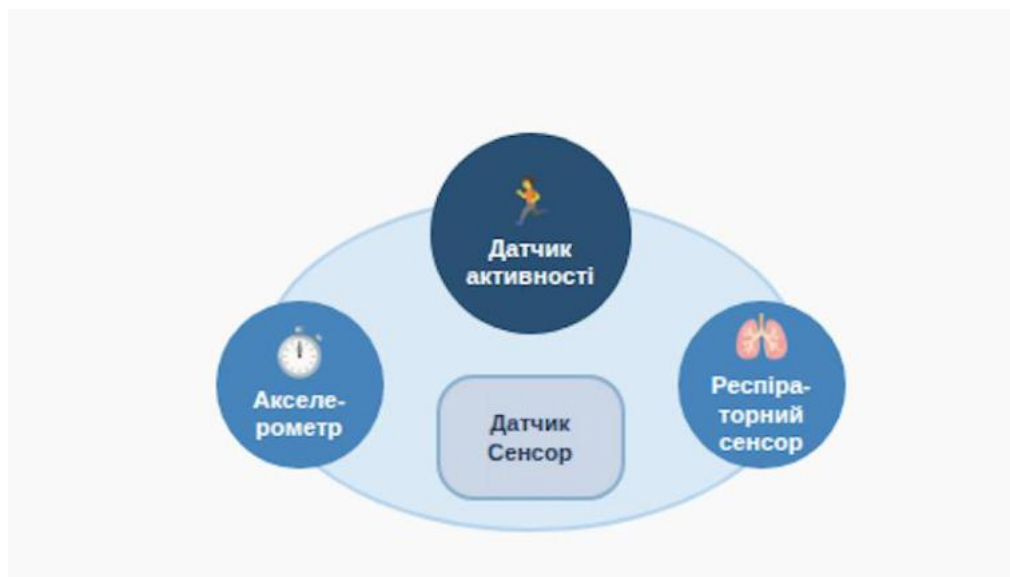 Датчик
активності
Акселе-
рометр
Респіра-
торний
сенсор
Датчик
Сенсор